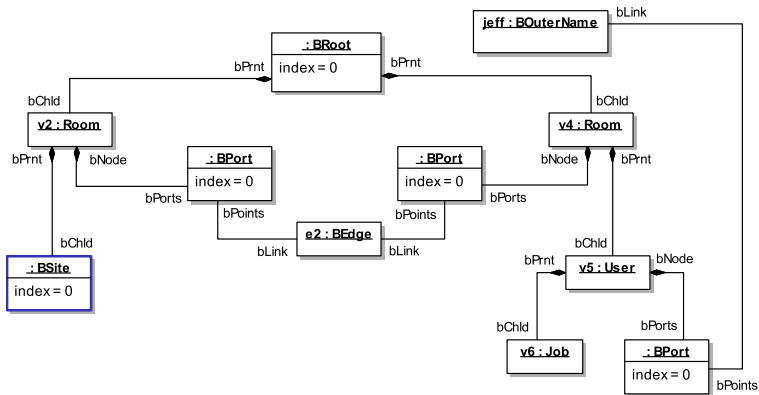 jeff : BOuterName
bLink
: BRoot
index = 0
bPrnt
bPrnt
bChld
bChld
v2 : Room
v4 : Room
bPrnt
bNode
: BPort
index = 0
: BPort
index = 0
bNode
bPrnt
bPorts
bPorts
bPoints
bPoints
e2 : BEdge
bLink
bLink
bChld
: BSite
index = 0
bChld
bPrnt
bNode
v5 : User
bChld
bPorts
v6 : Job
: BPort
index = 0
bPoints